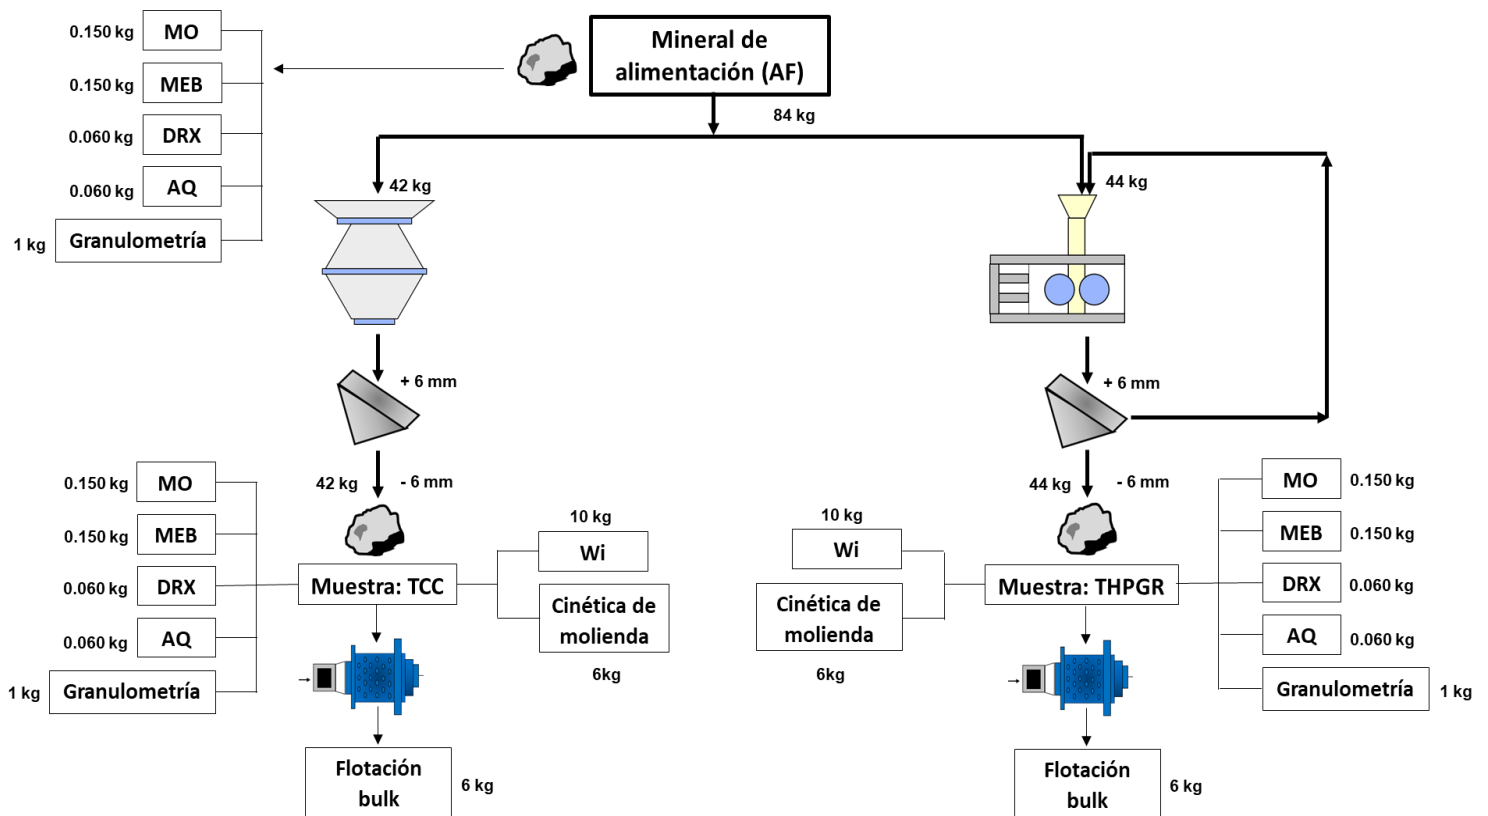 Mineral de
alimentación (AF)
84 kg
0.150 kg MO
0.150 kg MEB
0.060 kg DRX
0.060 kg AQ
1 kg Granulometría
42 kg
44 kg
+ 6 mm
+ 6 mm
42 kg - 6 mm
44 kg - 6 mm
0.150 kg MO
0.150 kg MEB
0.060 kg DRX
0.060 kg AQ
1 kg Granulometría
Muestra: TCC
10 kg
Wi
Cinética de
molienda
6kg
Flotación
bulk
6 kg
10 kg
Wi
Cinética de
molienda
6kg
Muestra: THPGR
MO 0.150 kg
MEB 0.150 kg
DRX 0.060 kg
AQ 0.060 kg
Granulometría 1 kg
Flotación
bulk
6 kg